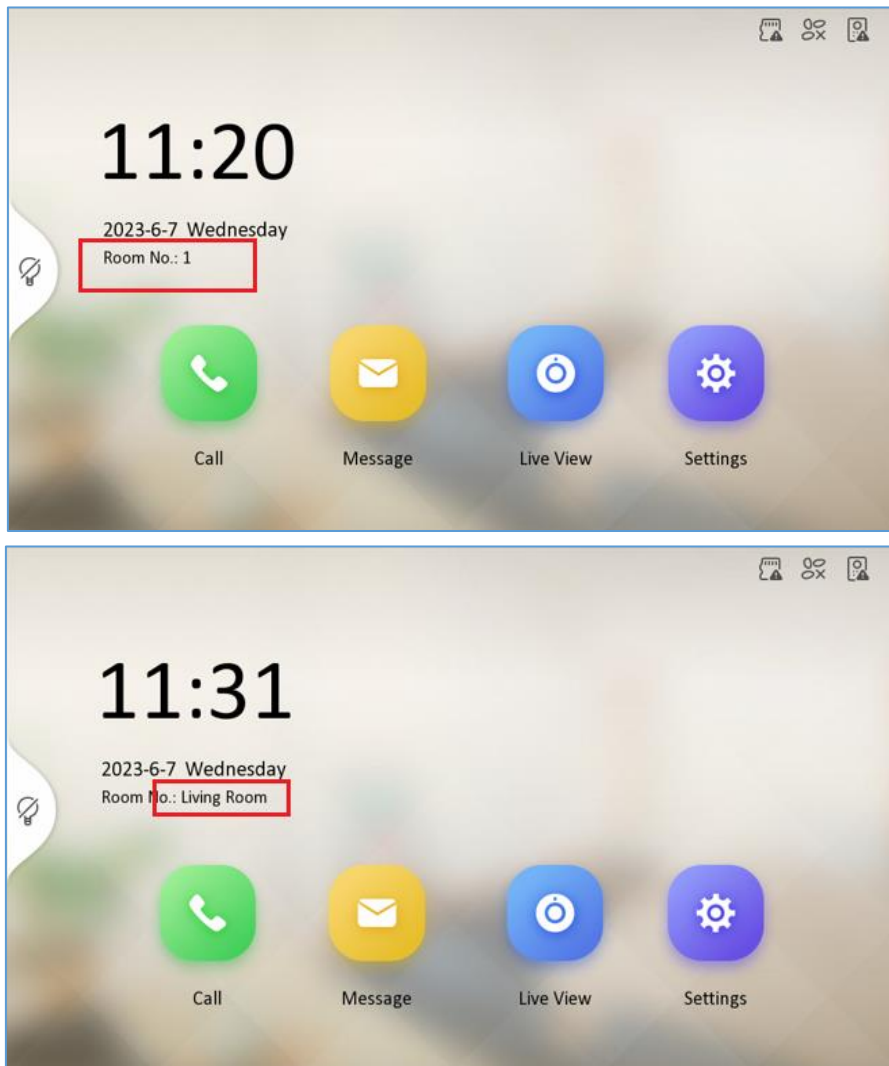 11:20
2023-6-7 Wednesday
Room No.: 1
Call Message Live View Settings
11:31
2023-6-7 Wednesday
Room No.: Living Room
Call Message Live View Settings